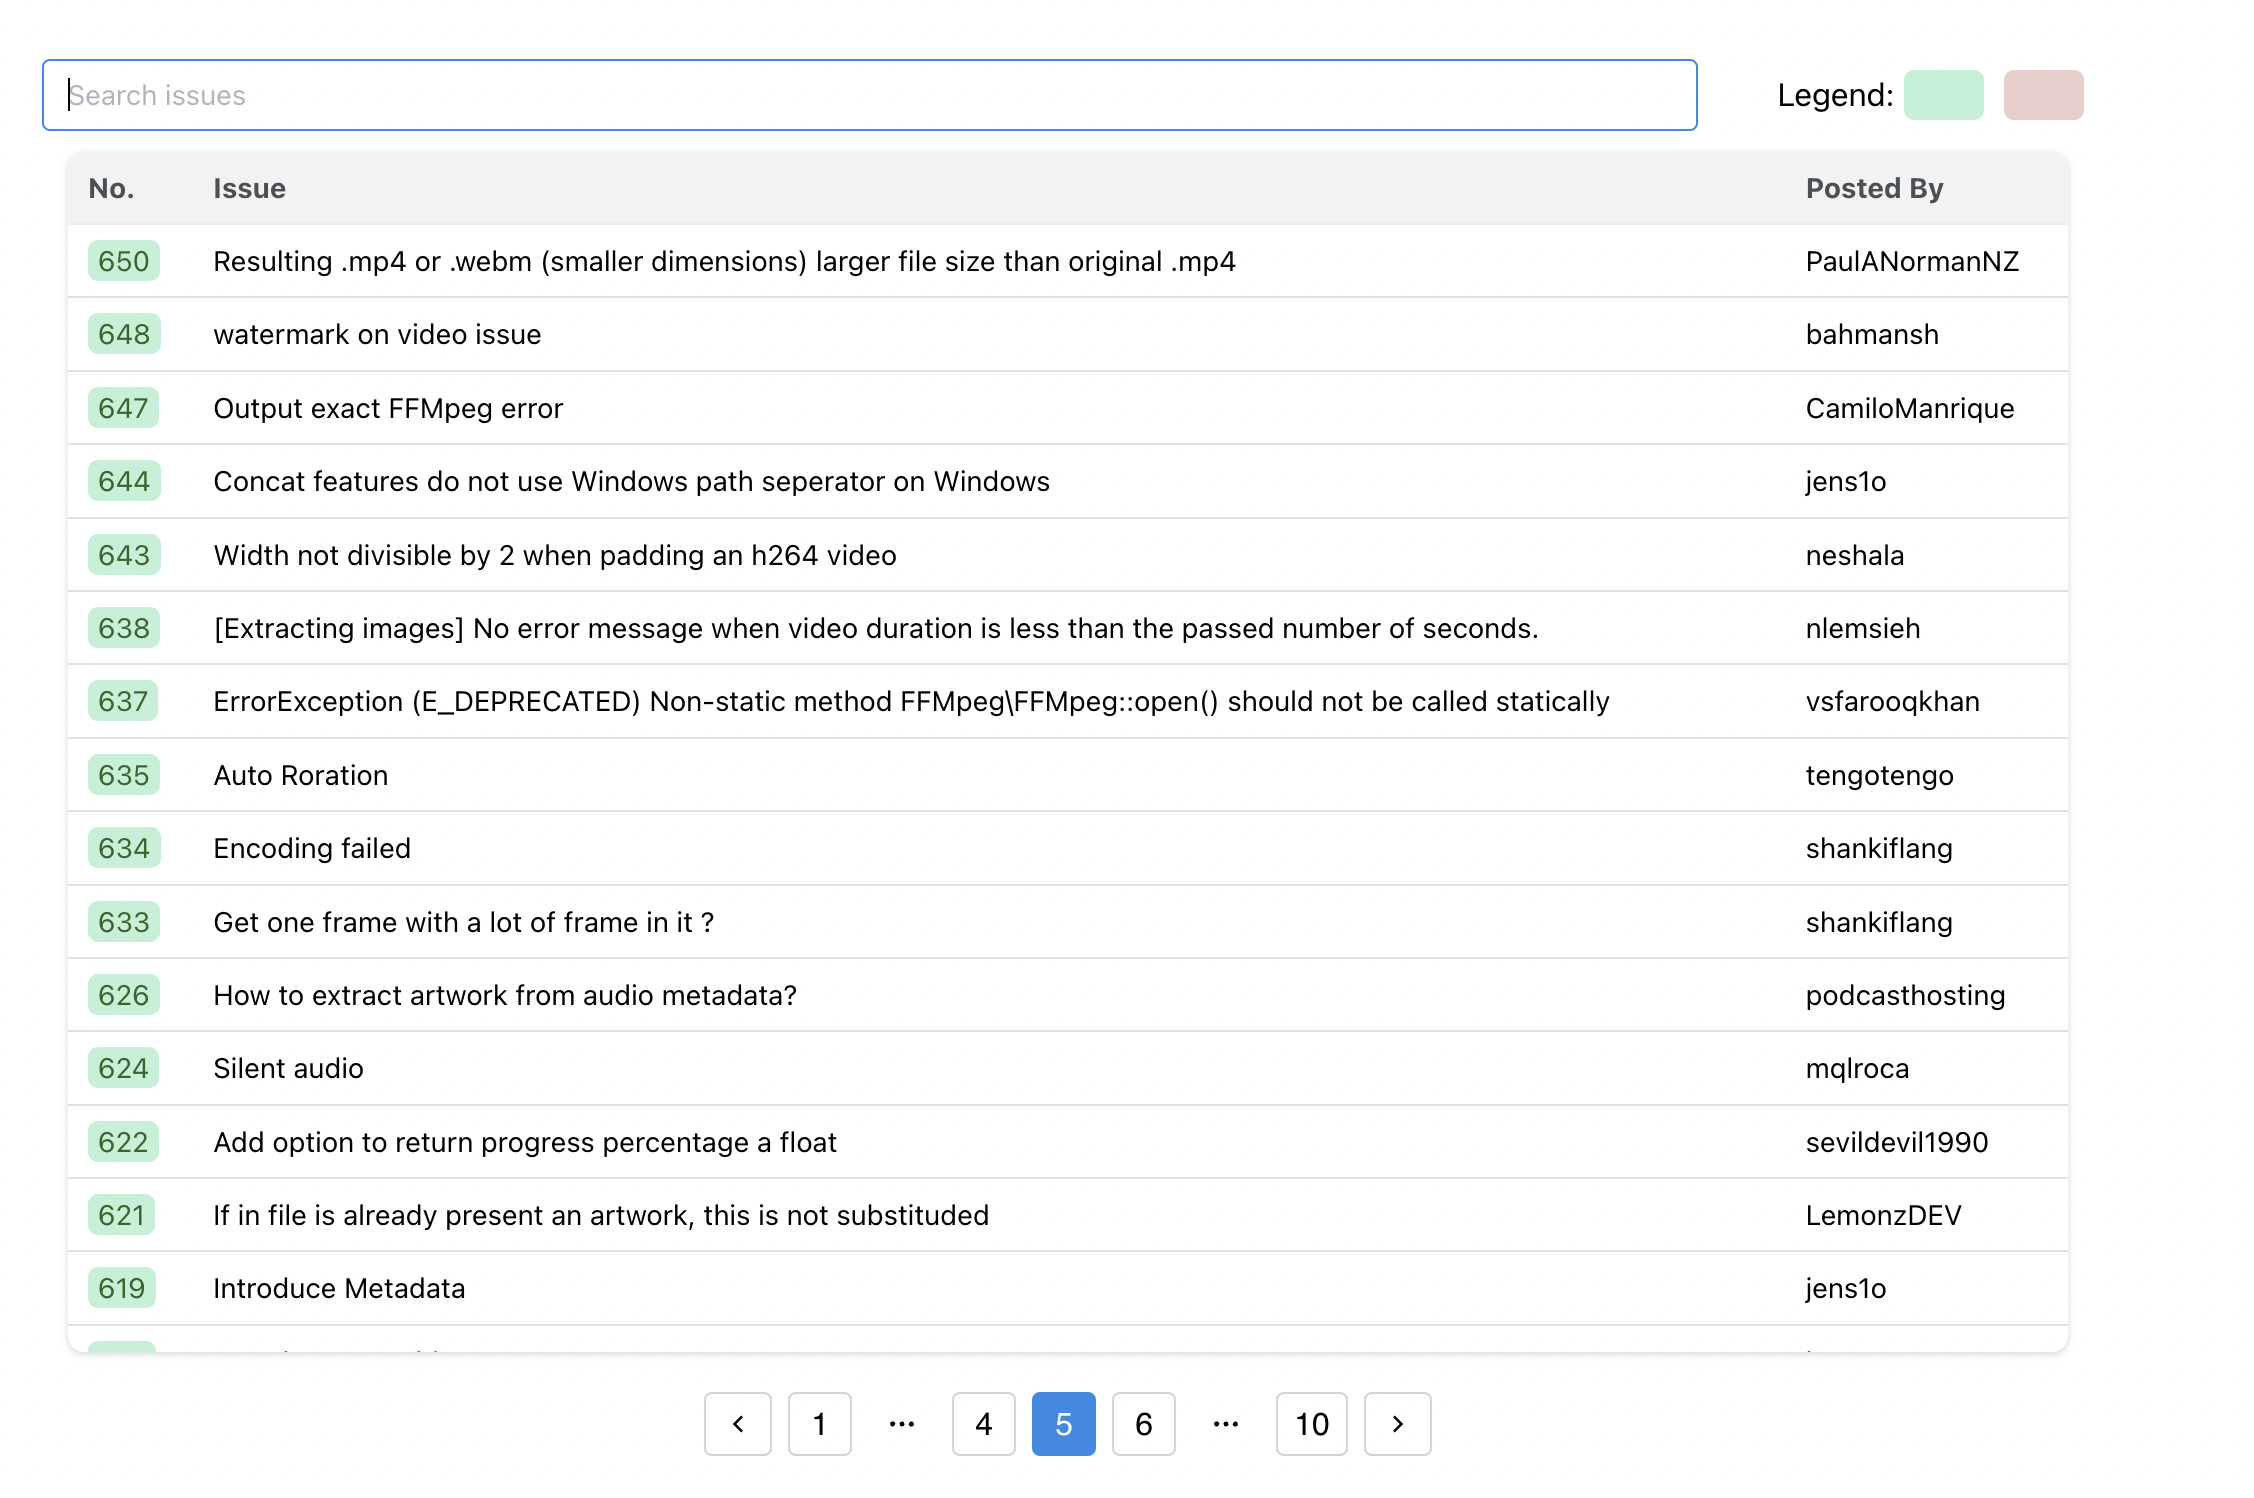 Search issues
Legend:
No. Issue Posted By
650 Resulting .mp4 or .webm (smaller dimensions) larger file size than original .mp4 PaulANormanNZ
648 watermark on video issue bahmansh
647 Output exact FFMpeg error CamiloManrique
644 Concat features do not use Windows path seperator on Windows jens1o
643 Width not divisible by 2 when padding an h264 video neshala
638 [Extracting images] No error message when video duration is less than the passed number of seconds. nlemsieh
637 ErrorException (E_DEPRECATED) Non-static method FFMpeg\FFMpeg::open() should not be called statically vsfarooqkhan
635 Auto Roration tengotengo
634 Encoding failed shankiflang
633 Get one frame with a lot of frame in it ? shankiflang
626 How to extract artwork from audio metadata? podcasthosting
624 Silent audio mqlroca
622 Add option to return progress percentage a float sevildevil1990
621 If in file is already present an artwork, this is not substituded LemonzDEV
619 Introduce Metadata jens1o
1 ... 4 5 6 ... 10